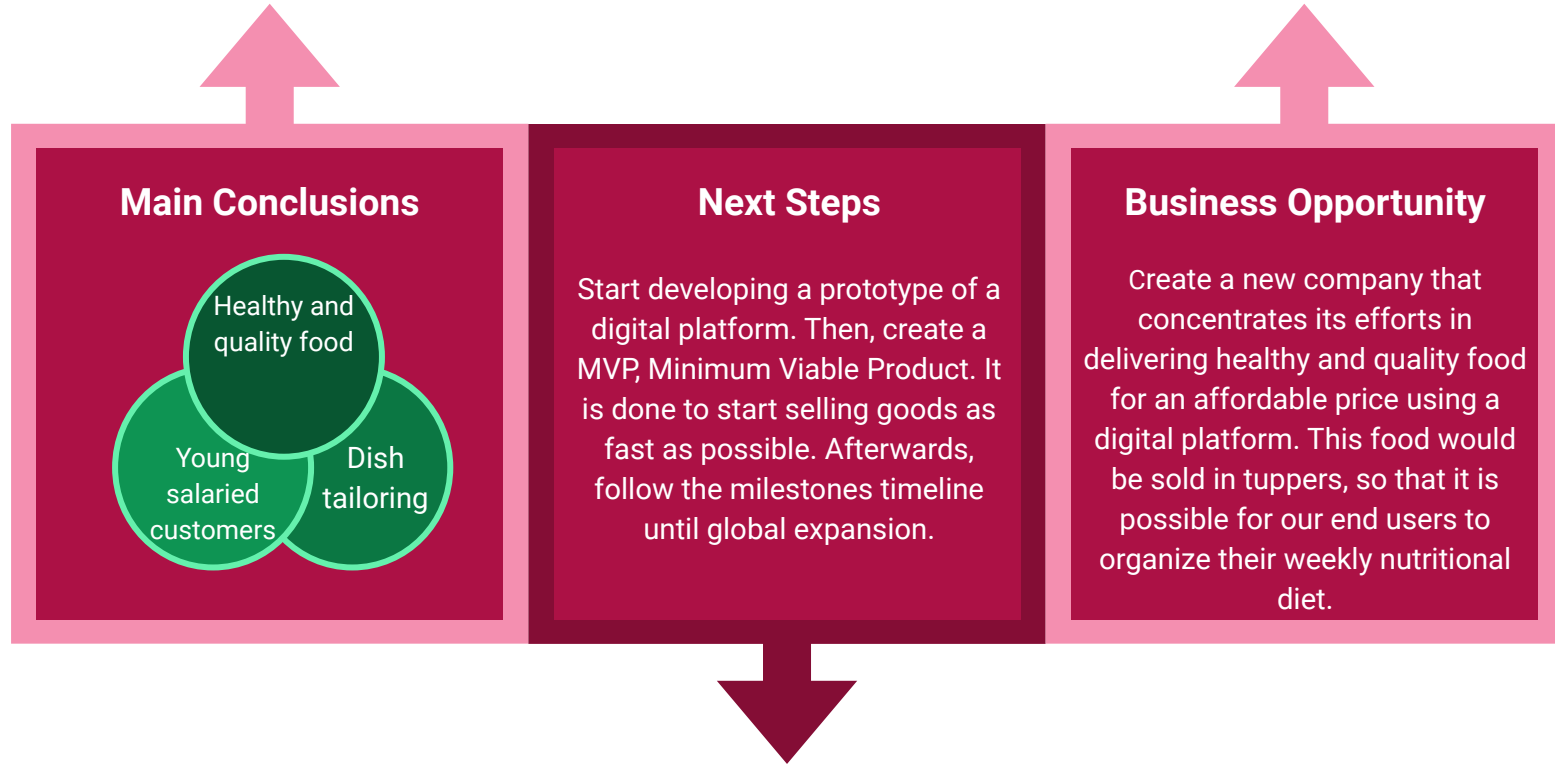 Main Conclusions
Healthy and
quality food
Young
salaried
customers
Dish
tailoring
Next Steps
Start developing a prototype of a
digital platform. Then, create a
MVP, Minimum Viable Product. It
is done to start selling goods as
fast as possible. Afterwards,
follow the milestones timeline
until global expansion.
Business Opportunity
Create a new company that
concentrates its efforts in
delivering healthy and quality food
for an affordable price using a
digital platform. This food would
be sold in tuppers, so that it is
possible for our end users to
organize their weekly nutritional
diet.